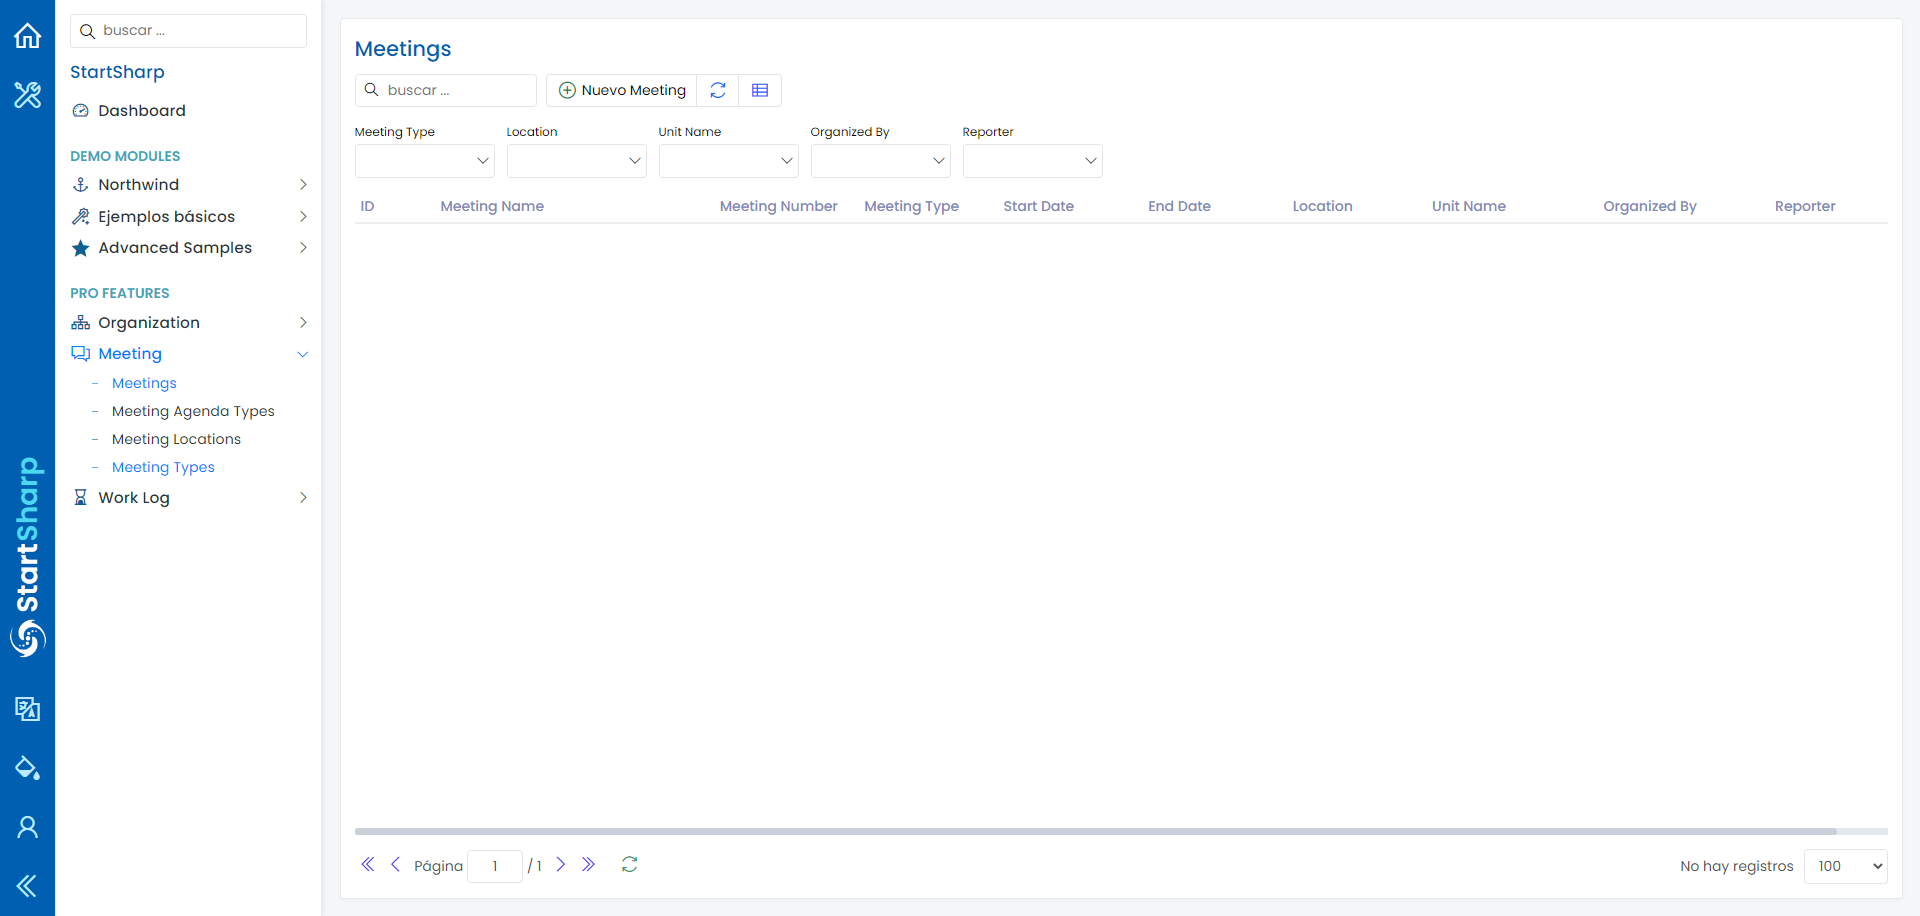 buscar ...
StartSharp
Dashboard
DEMO MODULES
Northwind
Ejemplos básicos
Advanced Samples
PRO FEATURES
Organization
Meeting
- Meetings
- Meeting Agenda Types
- Meeting Locations
- Meeting Types
Work Log
StartSharp
Meetings
buscar ...
Nuevo Meeting
Meeting Type Location Unit Name Organized By Reporter
ID Meeting Name Meeting Number Meeting Type Start Date End Date Location Unit Name Organized By Reporter
Página 1 / 1
No hay registros 100